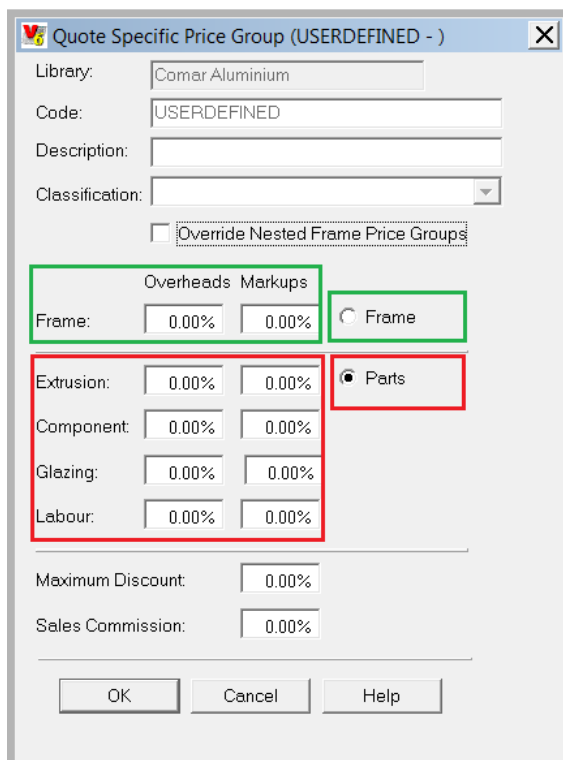 V6 Quote Specific Price Group (USERDEFINED - )
Library: Comar Aluminium
Code: USERDEFINED
Description:
Classification:
Override Nested Frame Price Groups
Overheads Markups
Frame: 0.00% 0.00% Frame
Extrusion: 0.00% 0.00% Parts
Component: 0.00% 0.00%
Glazing: 0.00% 0.00%
Labour: 0.00% 0.00%
Maximum Discount: 0.00%
Sales Commission: 0.00%
OK Cancel Help